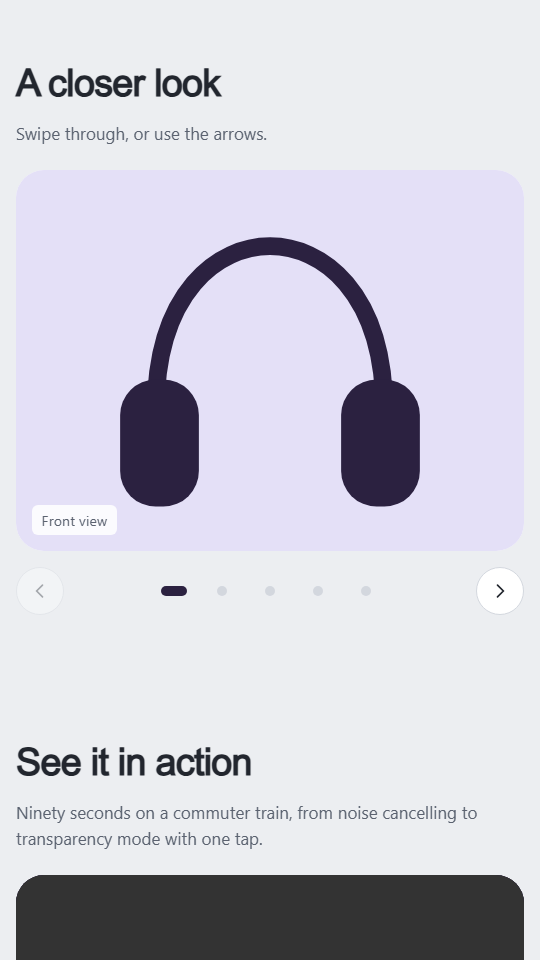 A closer look
Swipe through, or use the arrows.
Front view
See it in action
Ninety seconds on a commuter train, from noise cancelling to
transparency mode with one tap.